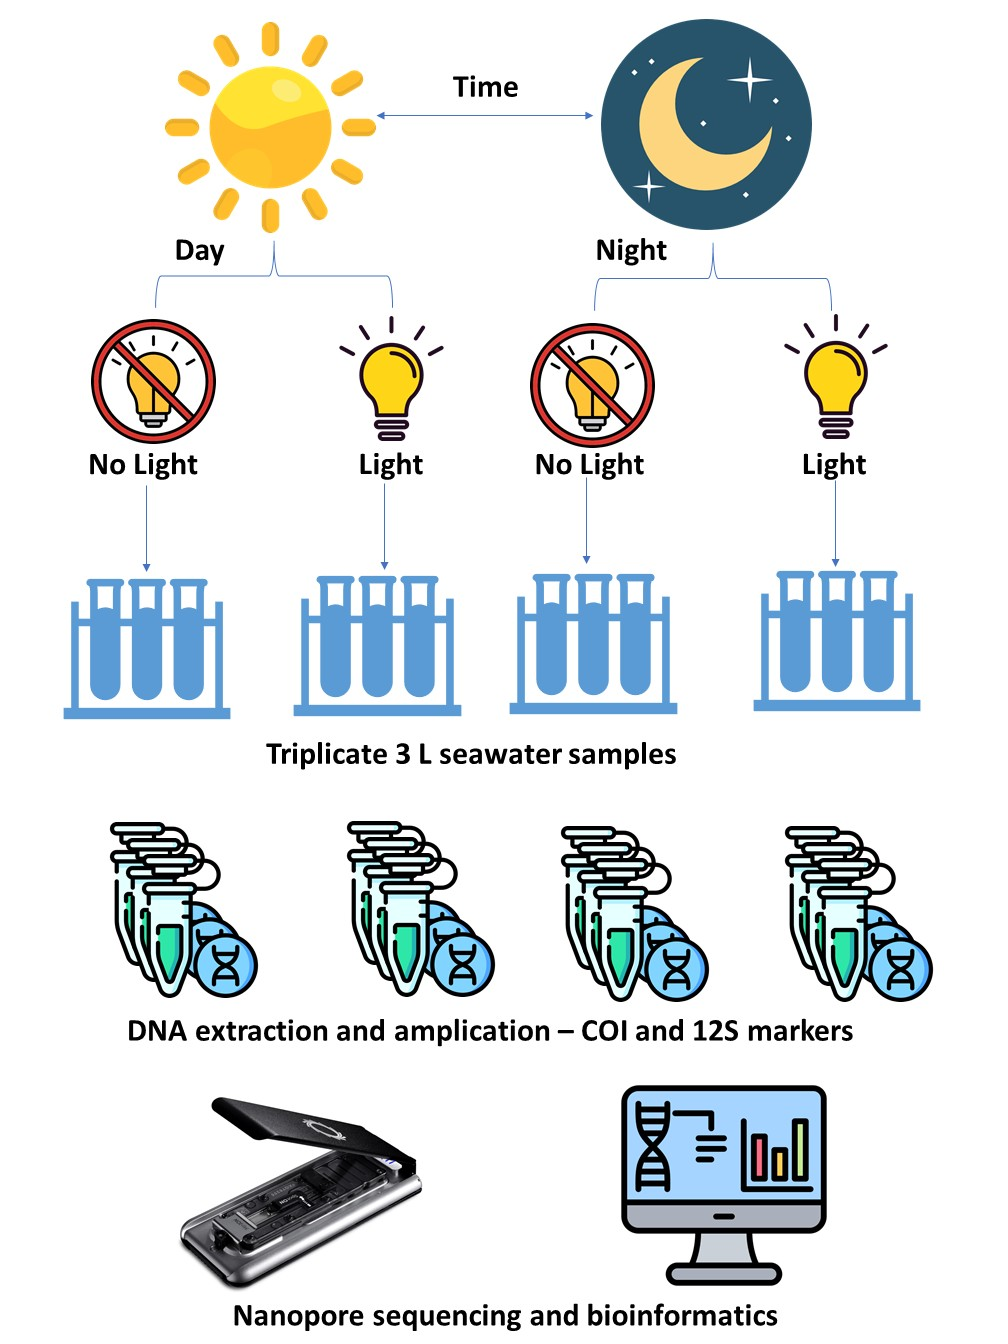 Time
Day
Night
No Light
Light
No Light
Light
Triplicate 3 L seawater samples
DNA extraction and amplication – COI and 12S markers
Nanopore sequencing and bioinformatics